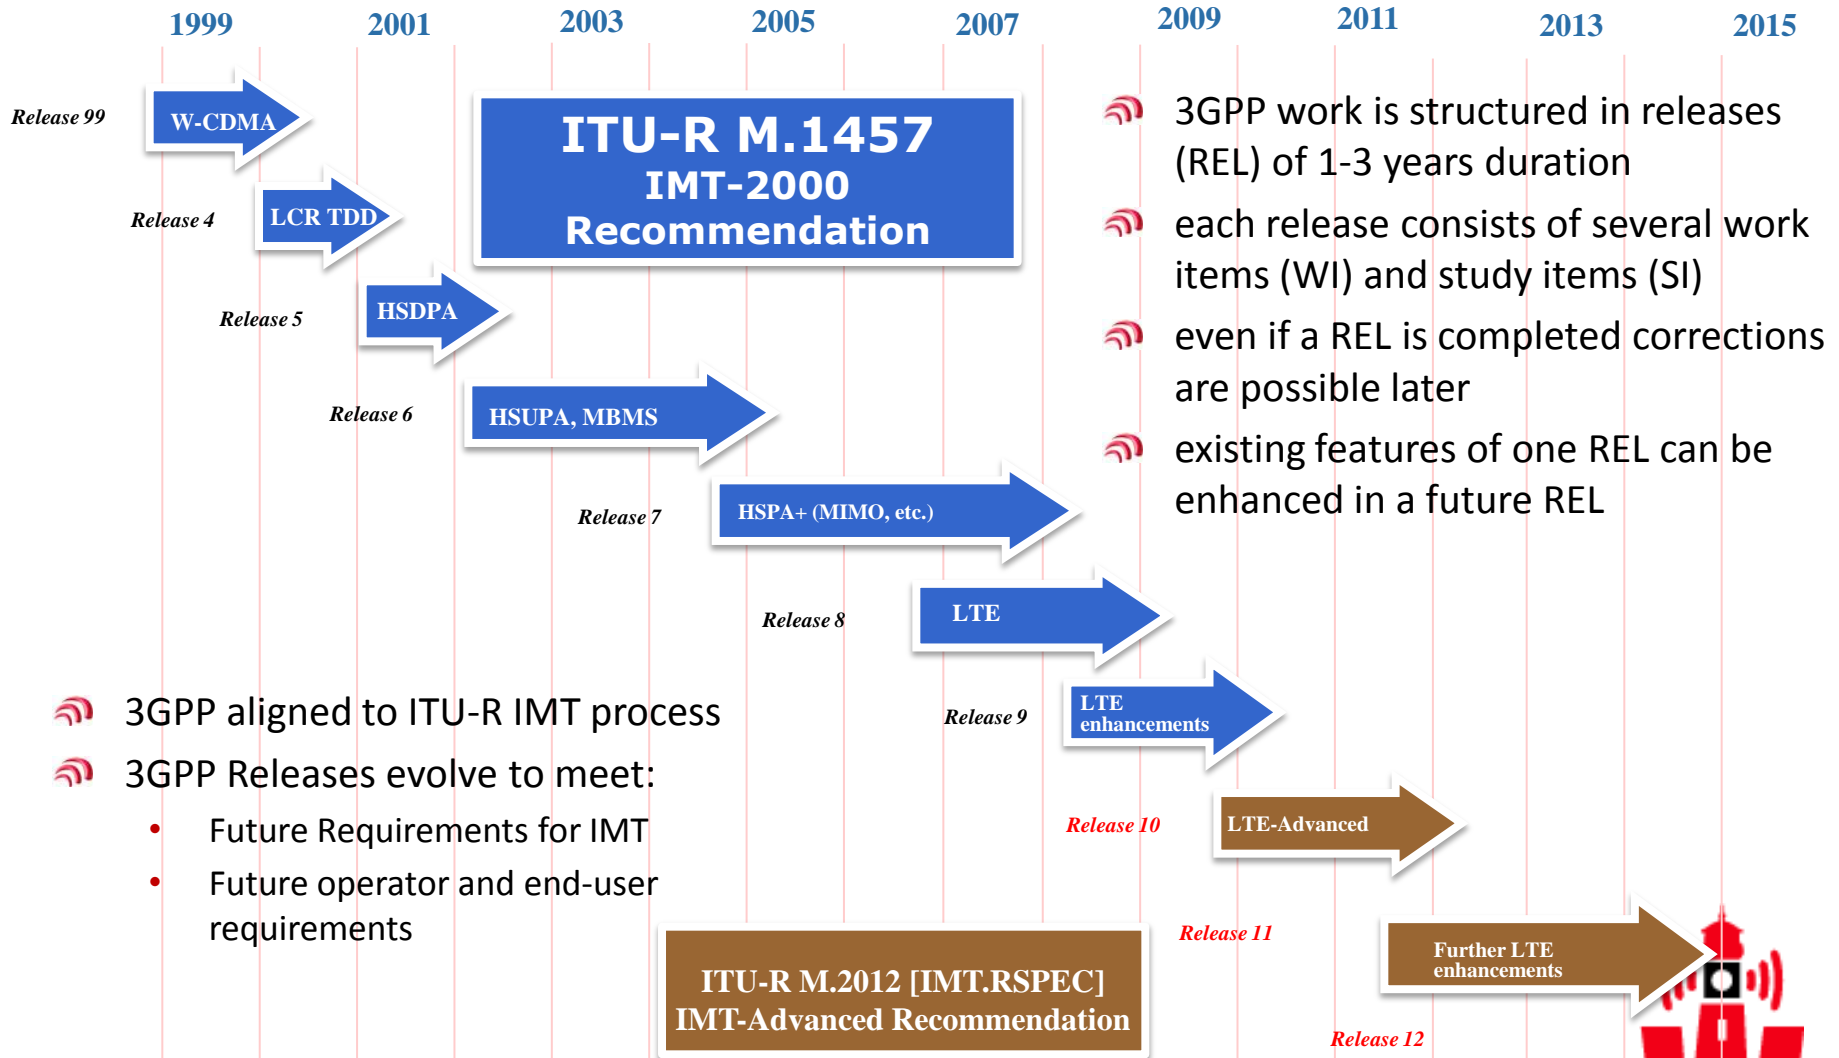 1999 2001 2003 2005 2007 2009 2011 2013 2015
Release 99
W-CDMA
Release 4
LCR TDD
Release 5
HSDPA
Release 6
HSUPA, MBMS
Release 7
HSPA+ (MIMO, etc.)
Release 8
LTE
Release 9
LTE
enhancements
Release 10
LTE-Advanced
Release 11
Further LTE
enhancements
Release 12
ITU-R M.1457
IMT-2000
Recommendation
3GPP work is structured in releases
(REL) of 1-3 years duration
each release consists of several work
items (WI) and study items (SI)
even if a REL is completed corrections
are possible later
existing features of one REL can be
enhanced in a future REL
3GPP aligned to ITU-R IMT process
3GPP Releases evolve to meet:
• Future Requirements for IMT
• Future operator and end-user
requirements
ITU-R M.2012 [IMT.RSPEC]
IMT-Advanced Recommendation